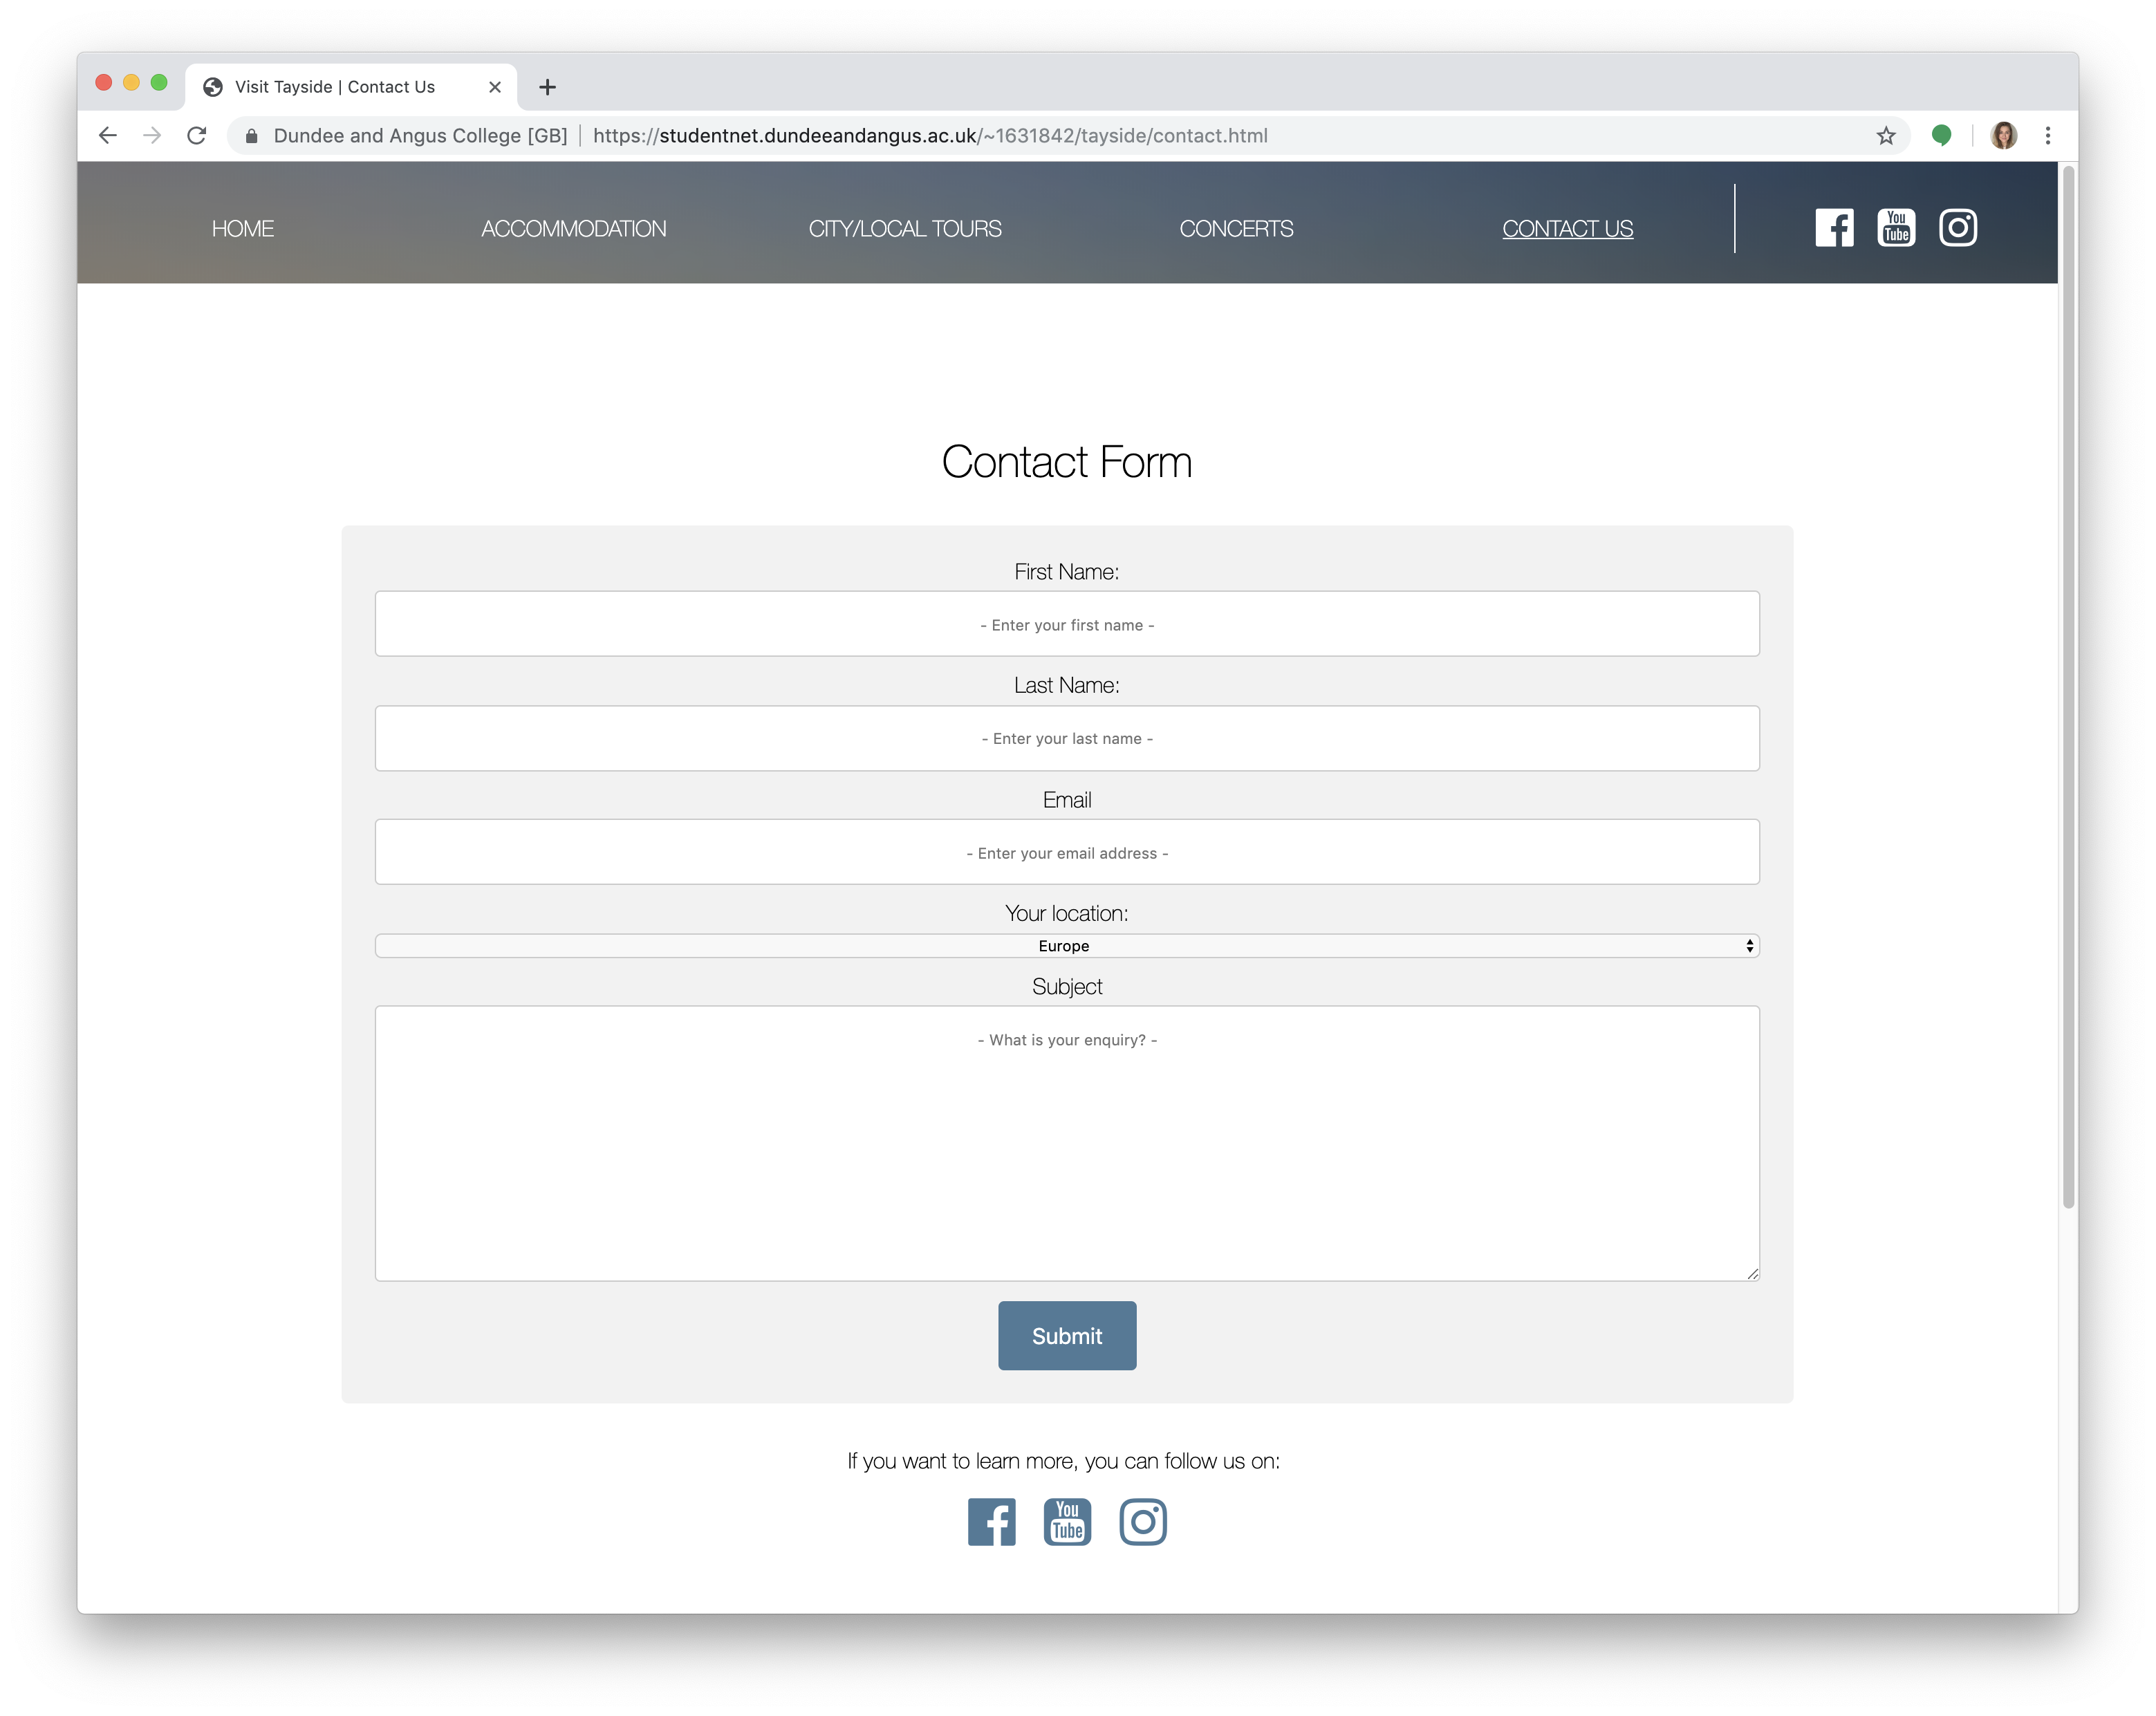 Visit Tayside | Contact Us
Dundee and Angus College [GB] | https://studentnet.dundeeandangus.ac.uk/~1631842/tayside/contact.html
HOME ACCOMMODATION CITY/LOCAL TOURS CONCERTS CONTACT US You Tube
Contact Form
First Name:
- Enter your first name -
Last Name:
- Enter your last name -
Email
- Enter your email address -
Your location:
Europe
Subject
- What is your enquiry? -
Submit
If you want to learn more, you can follow us on:
You Tube